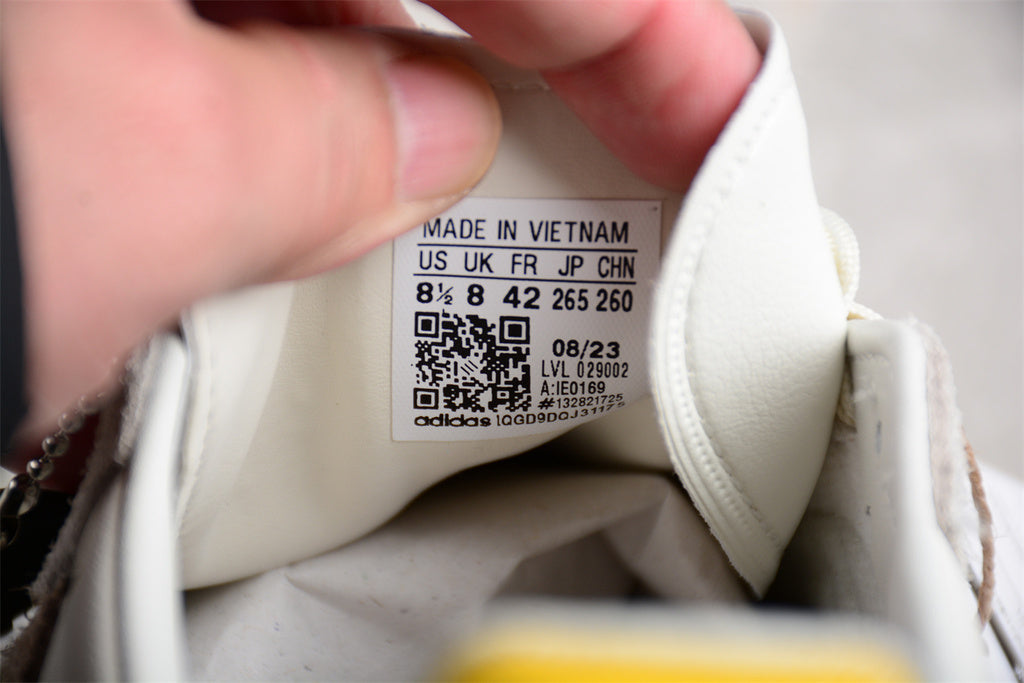 MADE IN VIETNAM
US UK FR JP CHN
8½ 8 42 265 260
08/23
LVL 029002
A:IE0169
#132821725
adidas 1QGD9DQJ31175